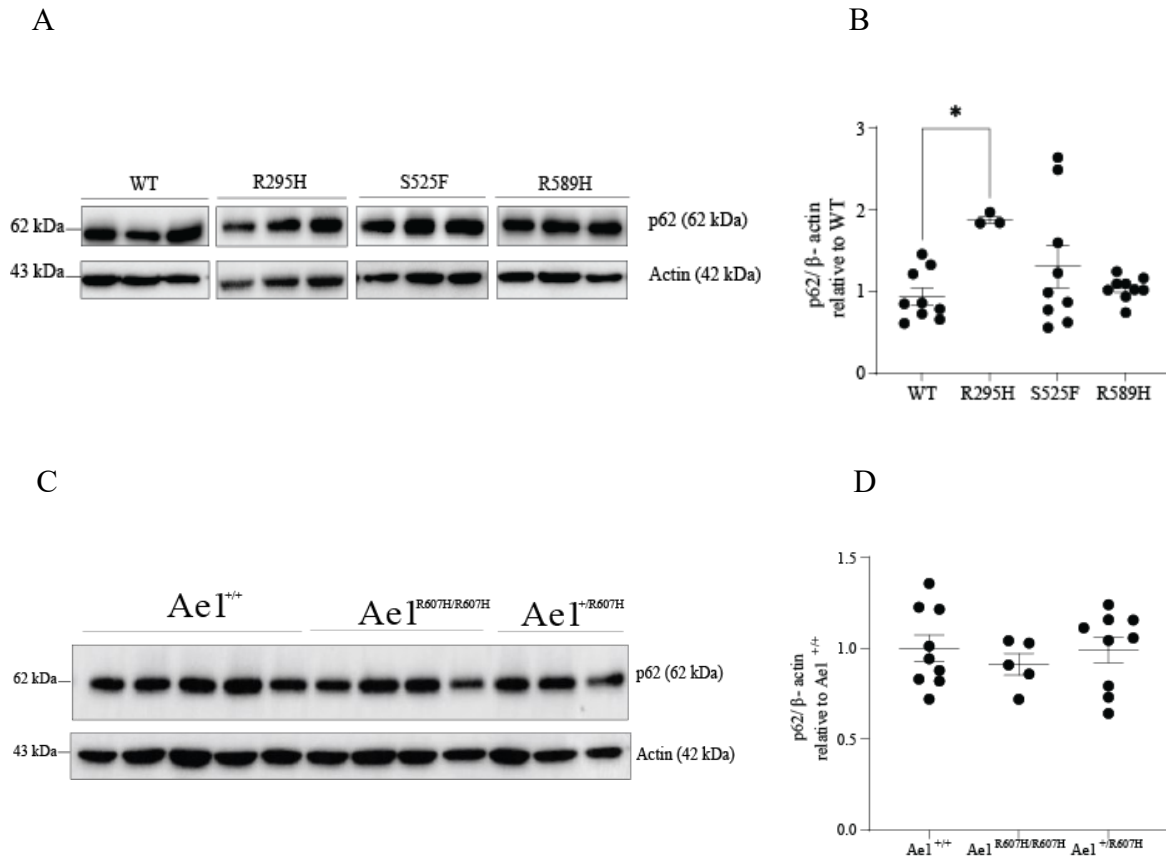 A
B
WT R295H S525F R589H
62 kDa
p62 (62 kDa)
43 kDa
Actin (42 kDa)
*
3
2
1
0
p62/ β- actin
relative to WT
WT R295H S525F R589H
C
D
Ae1+/+ Ae1R607H/R607H Ae1+/R607H
62 kDa
p62 (62 kDa)
43 kDa
Actin (42 kDa)
1.5
1.0
0.5
0.0
p62/ β- actin
relative to Ae1 +/+
Ae1 +/+ Ae1 R607H/R607H Ae1 +/R607H